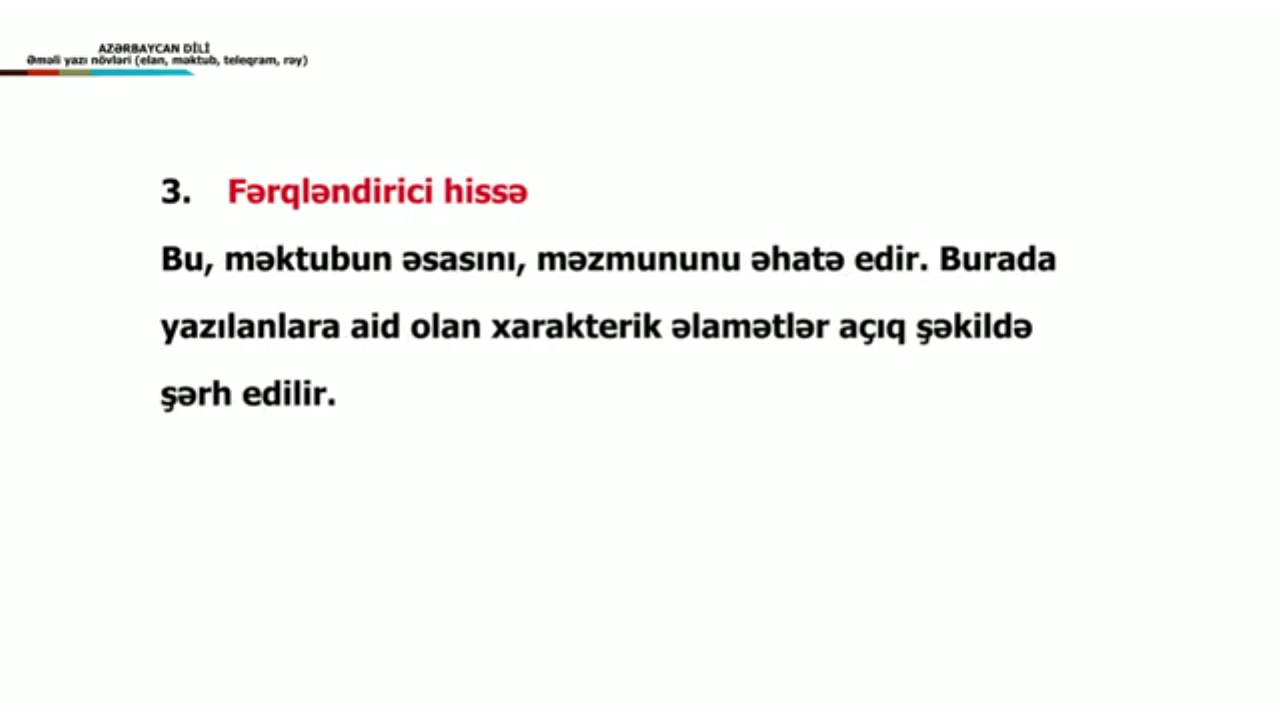 AZƏRBAYCAN DİLİ
Əməli yazı növləri (elan, məktub, teleqram, rəy)
3. Fərqləndirici hissə
Bu, məktubun əsasını, məzmununu əhatə edir. Burada
yazılanlara aid olan xarakterik əlamətlər açıq şəkildə
şərh edilir.